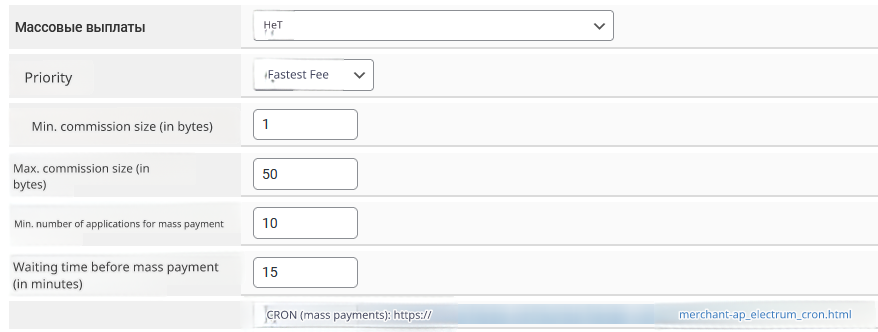 Массовые выплаты
НеТ
Priority
Fastest Fee
Min. commission size (in bytes)
1
Max. commission size (in
bytes)
50
Min. number of applications for mass payment
10
Waiting time before mass payment
(in minutes)
15
CRON (mass payments): https:// merchant-ap_electrum_cron.html